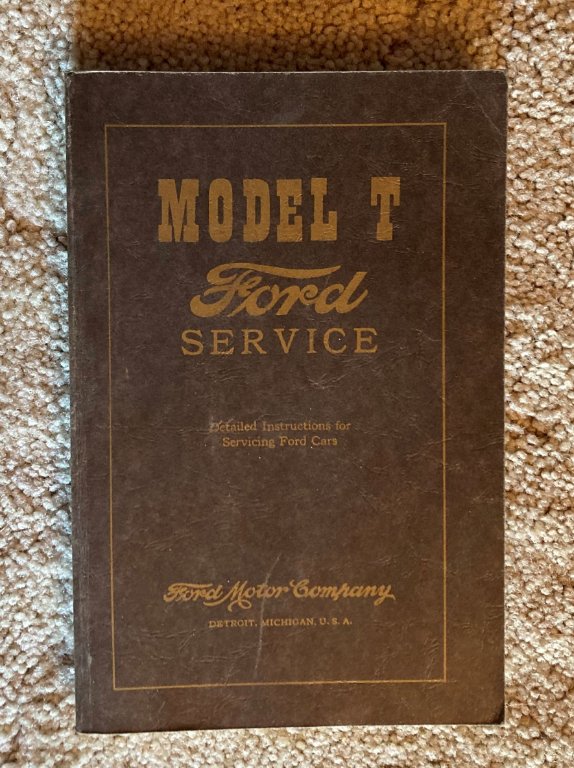 MODEL T
Ford
SERVICE
Detailed Instructions for
Servicing Ford Cars
Ford Motor Company
DETROIT, MICHIGAN, U. S. A.